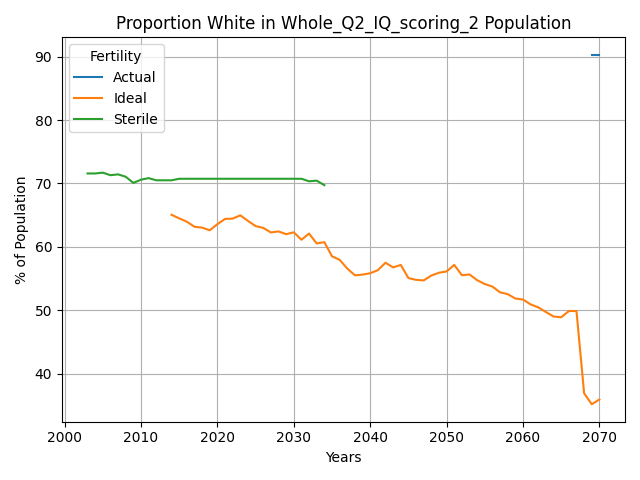 Proportion White in Whole_Q2_IQ_scoring_2 Population
Fertility
Actual
Ideal
Sterile
% of Population
90
80
70
60
50
40
2000 2010 2020 2030 2040 2050 2060 2070
Years